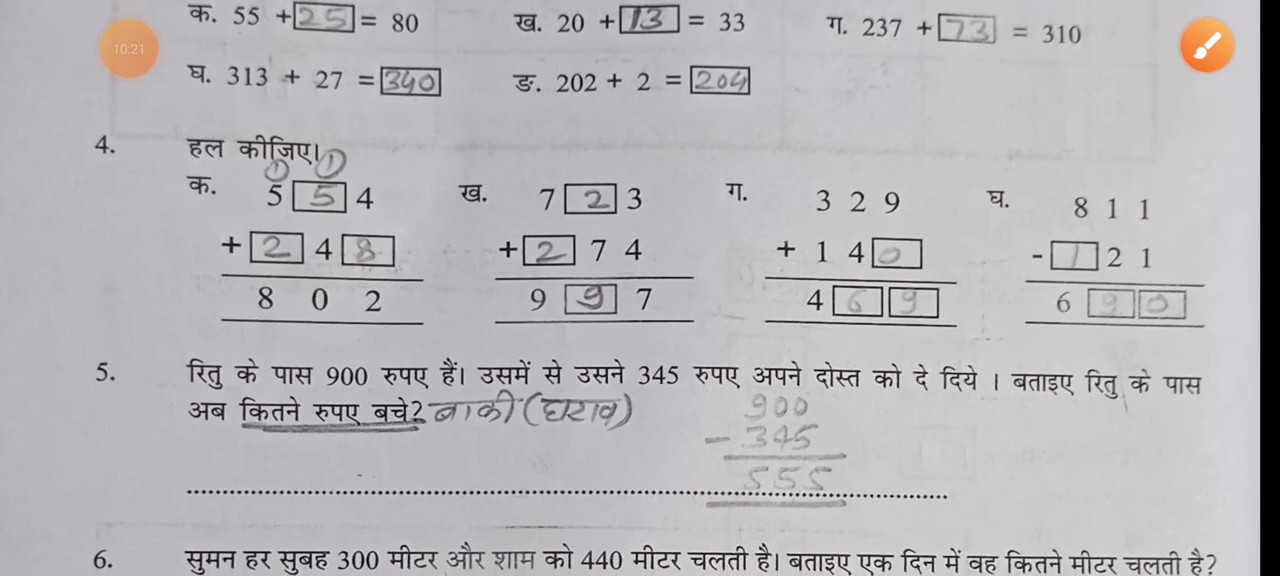 क. 55 + 25 = 80 ख. 20 + 13 = 33 ग. 237 + 73 = 310
10:21
घ. 313 + 27 = 340 ङ. 202 + 2 = 204
4. हल कीजिए।
1 1
क. 5 5 4 ख. 7 2 3 ग. 3 2 9 घ. 8 1 1
+ 2 4 8 + 2 7 4 + 1 4 0 - 1 2 1
8 0 2 9 9 7 4 6 9 6 9 0
5. रितु के पास 900 रुपए हैं। उसमें से उसने 345 रुपए अपने दोस्त को दे दिये । बताइए रितु के पास
अब कितने रुपए बचे? बाकी (घटाव) 900
- 345
555
6. सुमन हर सुबह 300 मीटर और शाम को 440 मीटर चलती है। बताइए एक दिन में वह कितने मीटर चलती है?